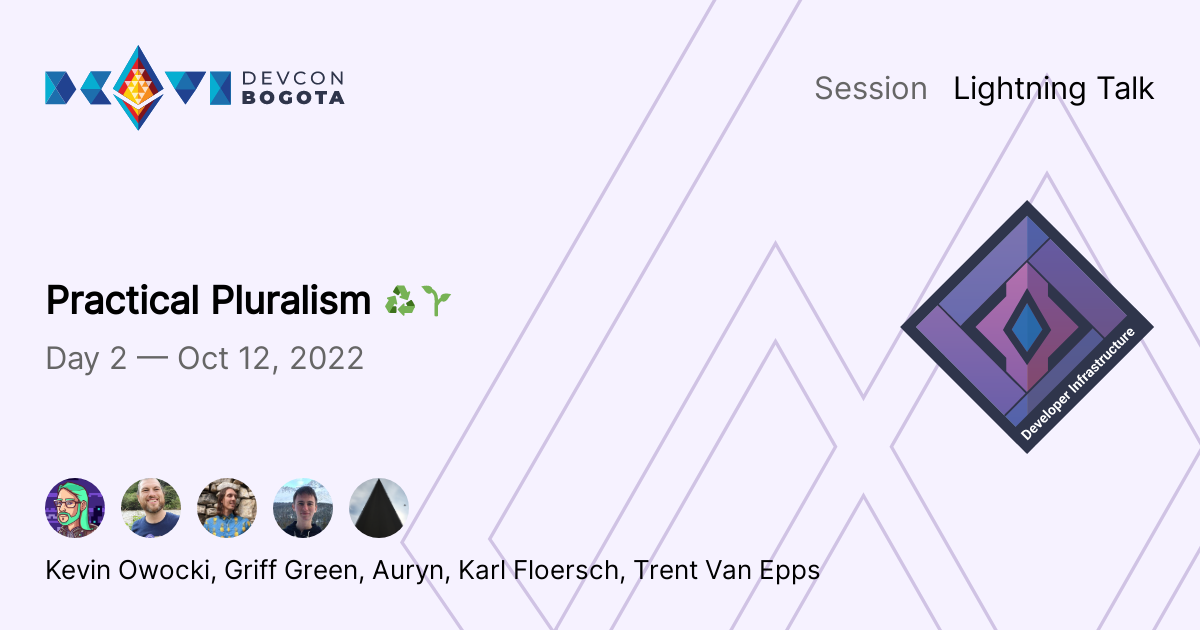 DEVCON
BOGOTA
Session Lightning Talk
Practical Pluralism ♻🌱
Day 2 — Oct 12, 2022
Developer Infrastructure
Kevin Owocki, Griff Green, Auryn, Karl Floersch, Trent Van Epps